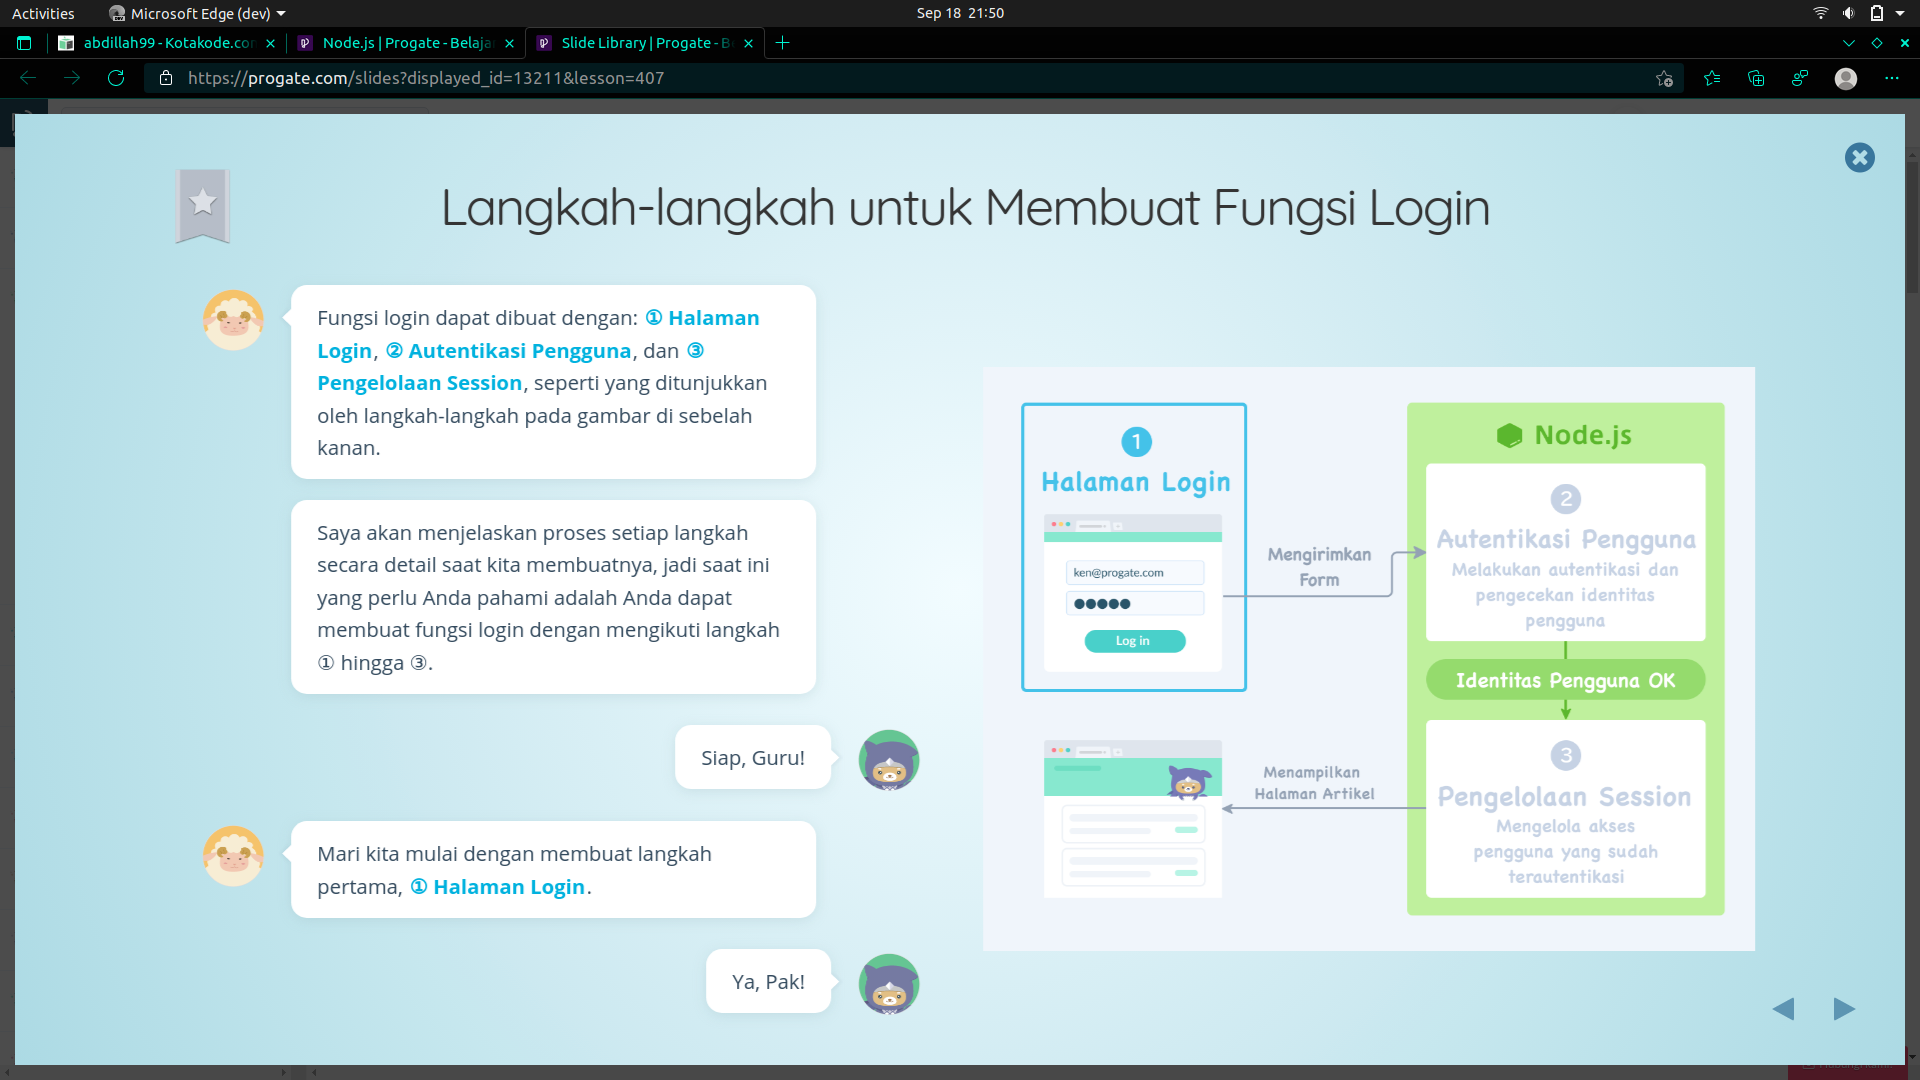 Activities
Microsoft Edge (dev)
Sep 18 21:50
abdillah99 - Kotakode.con
Node.js | Progate - Belaja
Slide Library | Progate - Be
https://progate.com/slides?displayed_id=13211&lesson=407
Langkah-langkah untuk Membuat Fungsi Login
Fungsi login dapat dibuat dengan: ① Halaman
Login, ② Autentikasi Pengguna, dan ③
Pengelolaan Session, seperti yang ditunjukkan
oleh langkah-langkah pada gambar di sebelah
kanan.
Saya akan menjelaskan proses setiap langkah
secara detail saat kita membuatnya, jadi saat ini
yang perlu Anda pahami adalah Anda dapat
membuat fungsi login dengan mengikuti langkah
① hingga ③.
Siap, Guru!
Mari kita mulai dengan membuat langkah
pertama, ① Halaman Login.
Ya, Pak!
1
Halaman Login
ken@progate.com
Log in
Mengirimkan
Form
Node.js
2
Autentikasi Pengguna
Melakukan autentikasi dan
pengecekan identitas
pengguna
Identitas Pengguna OK
3
Pengelolaan Session
Mengelola akses
pengguna yang sudah
terautentikasi
Menampilkan
Halaman Artikel